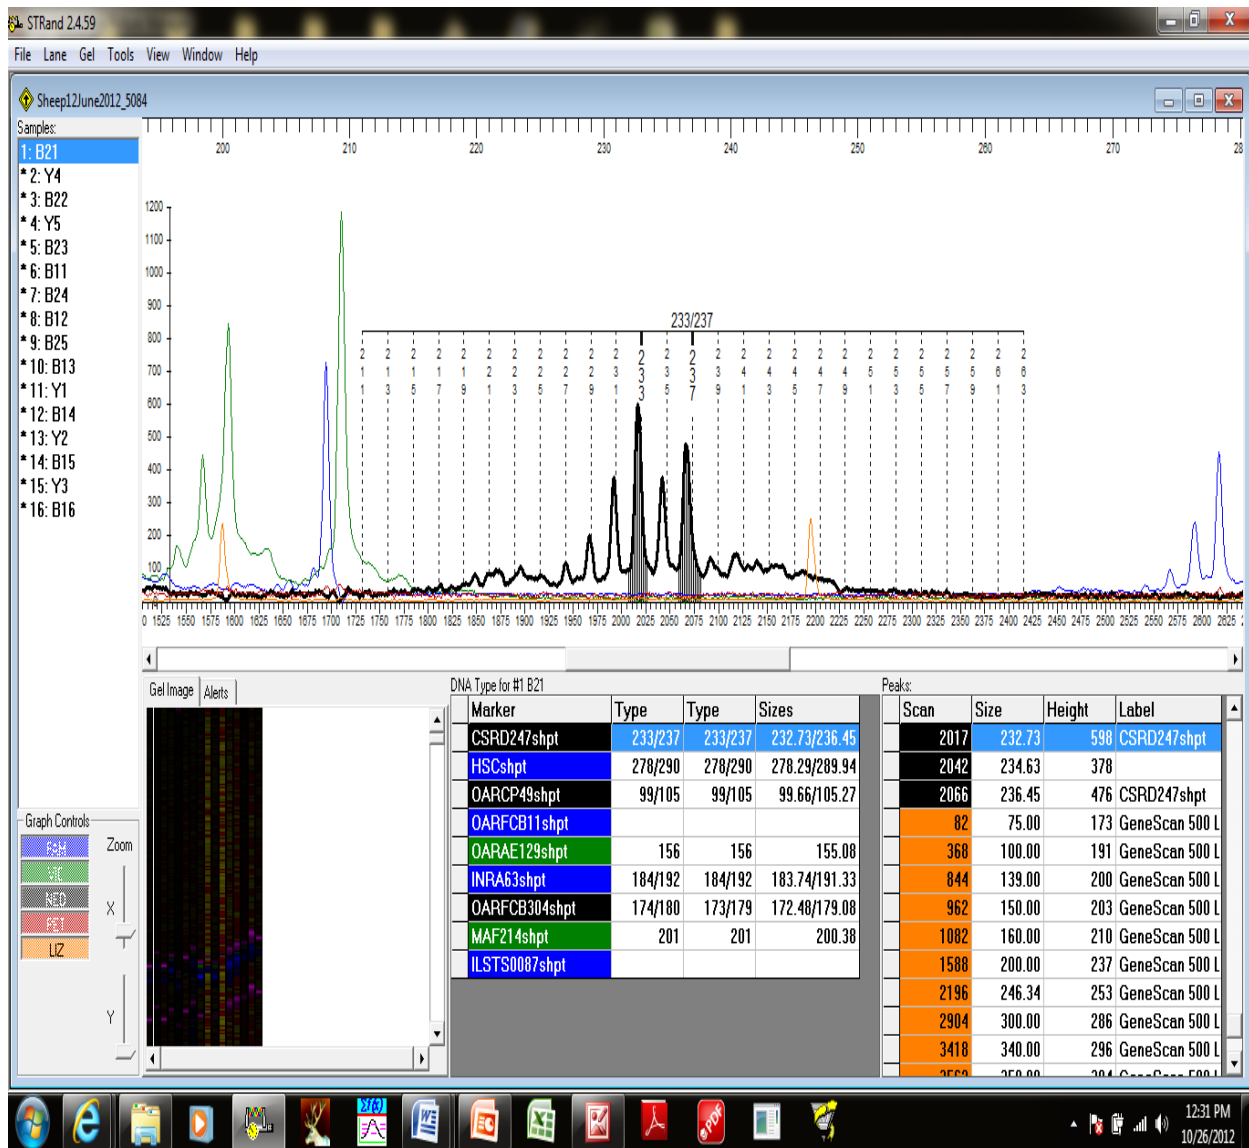 STRand 2.4.59
File Lane Gel Tools View Window Help
Sheep12June2012_5084
Samples:
1: B21
* 2: Y4
* 3: B22
* 4: Y5
* 5: B23
* 6: B11
* 7: B24
* 8: B12
* 9: B25
* 10: B13
* 11: Y1
* 12: B14
* 13: Y2
* 14: B15
* 15: Y3
* 16: B16
200 210 220 230 240 250 260 270 28
1200
1100
1000
900
800
700
600
500
400
300
200
100
233/237
211 213 215 217 219 221 223 225 227 229 231 233 235 237 239 241 243 245 247 249 251 253 255 257 259 261 263
0 1525 1550 1575 1600 1625 1650 1675 1700 1725 1750 1775 1800 1825 1850 1875 1900 1925 1950 1975 2000 2025 2050 2075 2100 2125 2150 2175 2200 2225 2250 2275 2300 2325 2350 2375 2400 2425 2450 2475 2500 2525 2550 2575 2600 2625 2
Gel Image Alerts
Graph Controls
Zoom
X
Y
LIZ
DNA Type for #1 B21
Marker Type Type Sizes
CSRD247shpt 233/237 233/237 232.73/236.45
HSCshpt 278/290 278/290 278.29/289.94
OARCP49shpt 99/105 99/105 99.66/105.27
OARFCB11shpt
OARAE129shpt 156 156 155.08
INRA63shpt 184/192 184/192 183.74/191.33
OARFCB304shpt 174/180 173/179 172.48/179.08
MAF214shpt 201 201 200.38
ILSTS0087shpt
Peaks:
Scan Size Height Label
2017 232.73 598 CSRD247shpt
2042 234.63 378
2066 236.45 476 CSRD247shpt
82 75.00 173 GeneScan 500 L
368 100.00 191 GeneScan 500 L
844 139.00 200 GeneScan 500 L
962 150.00 203 GeneScan 500 L
1082 160.00 210 GeneScan 500 L
1588 200.00 237 GeneScan 500 L
2196 246.34 253 GeneScan 500 L
2904 300.00 286 GeneScan 500 L
3418 340.00 296 GeneScan 500 L
12:31 PM
10/26/2012